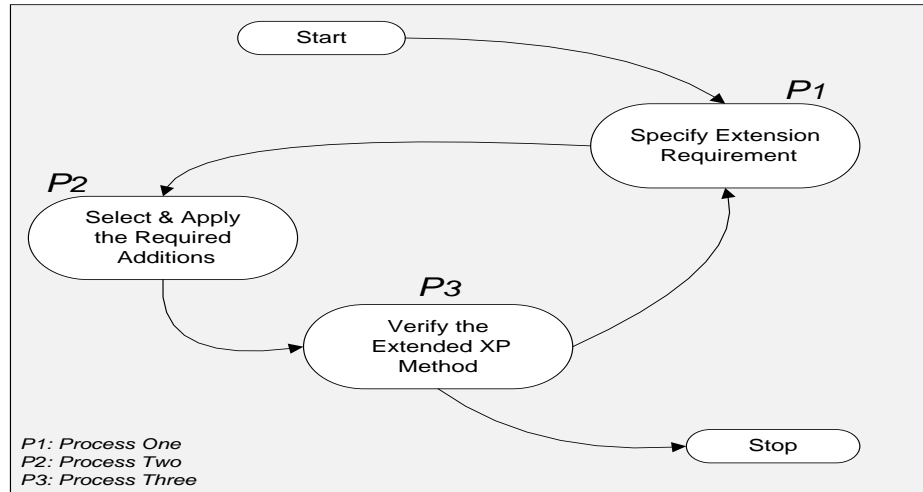 Start
P1
Specify Extension
Requirement
P2
Select & Apply
the Required
Additions
P3
Verify the
Extended XP
Method
Stop
P1: Process One
P2: Process Two
P3: Process Three